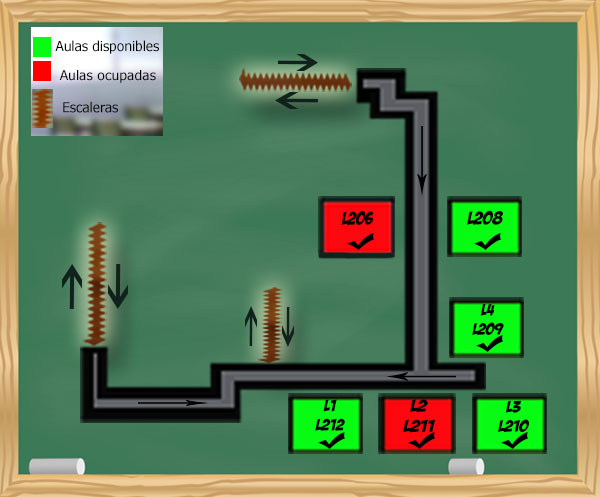 Aulas disponibles
Aulas ocupadas
Escaleras
L206
L208
L4
L209
L1
L212
L2
L211
L3
L210